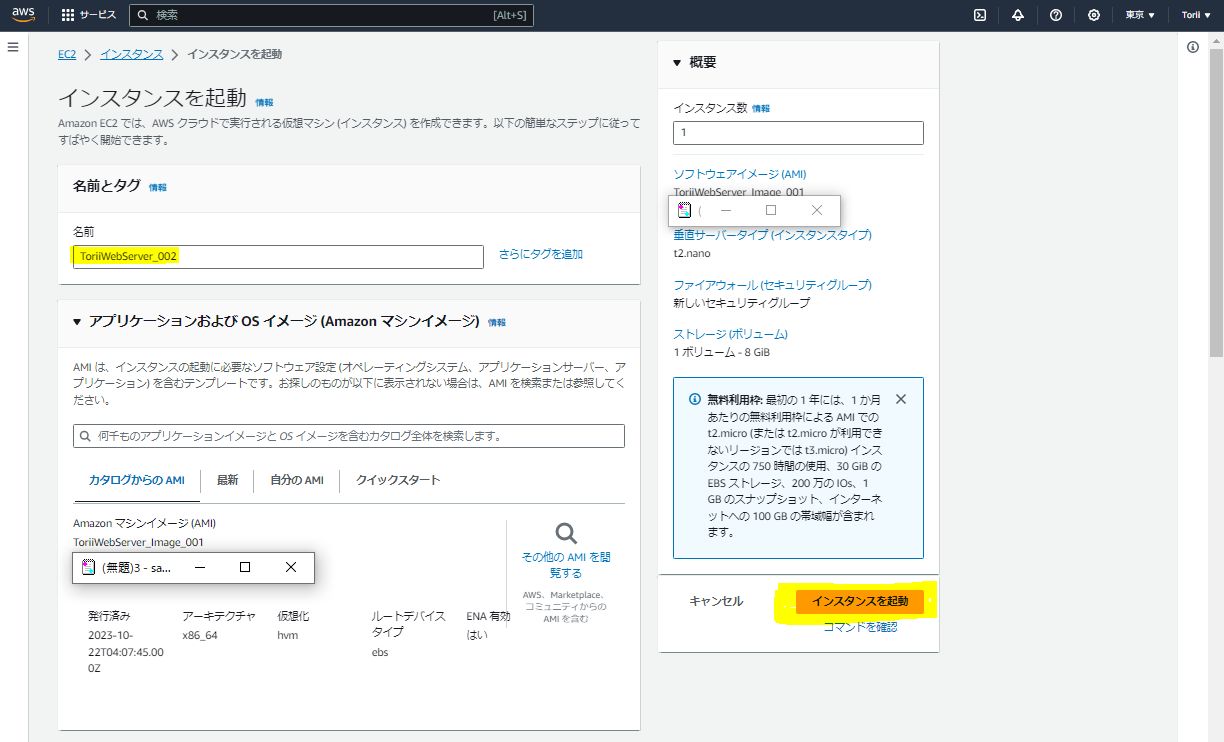 aws
サービス
検索
[Alt+S]
東京
Torii
EC2
インスタンス
インスタンスを起動
インスタンスを起動 情報
Amazon EC2 では、AWS クラウドで実行される仮想マシン (インスタンス) を作成できます。以下の簡単なステップに従って
すばやく開始できます。
名前とタグ 情報
名前
ToriiWebServer_002
さらにタグを追加
アプリケーションおよび OS イメージ (Amazon マシンイメージ) 情報
AMI は、インスタンスの起動に必要なソフトウェア設定 (オペレーティングシステム、アプリケーションサーバー、ア
プリケーション) を含むテンプレートです。お探しのものが以下に表示されない場合は、AMI を検索または参照してく
ださい。
何千ものアプリケーションイメージと OS イメージを含むカタログ全体を検索します。
カタログからの AMI
最新
自分の AMI
クイックスタート
Amazon マシンイメージ (AMI)
ToriiWebServer_Image_001
(無題)3 - sa...
その他の AMI を閲
覧する
AWS、Marketplace、
コミュニティからの
AMI を含む
発行済み
2023-10-
22T04:07:45.00
0Z
アーキテクチャ
x86_64
仮想化
hvm
ルートデバイス
タイプ
ebs
ENA 有効
はい
概要
インスタンス数 情報
1
ソフトウェアイメージ (AMI)
ToriiWebServer_Image_001
(
垂直サーバータイプ (インスタンスタイプ)
t2.nano
ファイアウォール (セキュリティグループ)
新しいセキュリティグループ
ストレージ (ボリューム)
1 ボリューム - 8 GiB
無料利用枠: 最初の 1 年には、1 か月
あたりの無料利用枠による AMI での
t2.micro (または t2.micro が利用でき
ないリージョンでは t3.micro) インス
タンスの 750 時間の使用、30 GiB の
EBS ストレージ、200 万の IOs、1
GB のスナップショット、インターネ
ットへの 100 GB の帯域幅が含まれ
ます。
キャンセル
インスタンスを起動
コマンドを確認